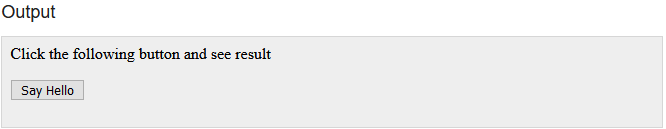 Output
Click the following button and see result
Say Hello